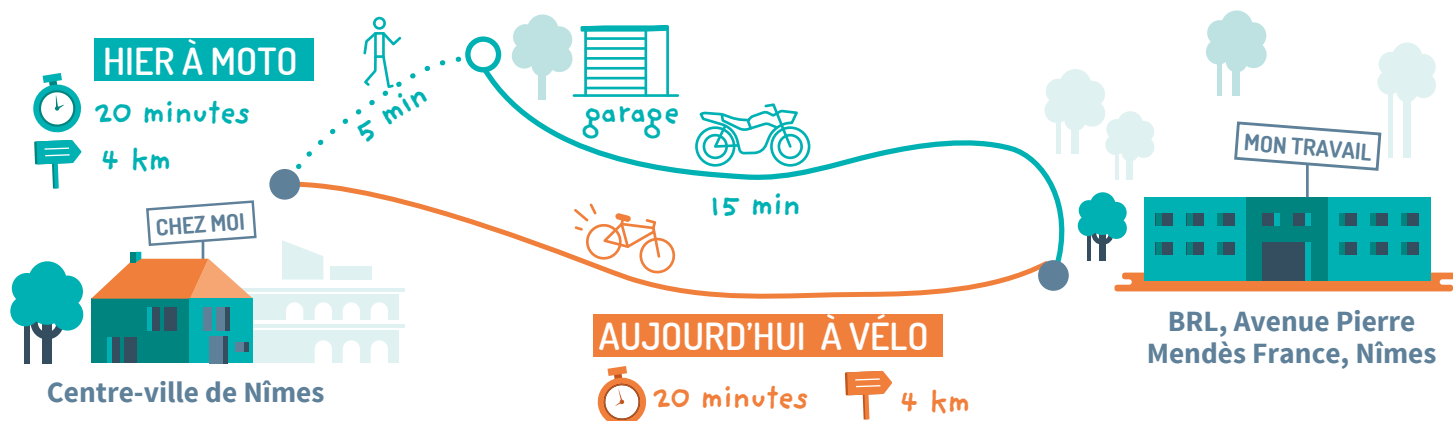 HIER À MOTO
20 minutes
4 km
5 min
garage
15 min
MON TRAVAIL
CHEZ MOI
AUJOURD'HUI À VÉLO
20 minutes
4 km
Centre-ville de Nîmes
BRL, Avenue Pierre
Mendès France, Nîmes